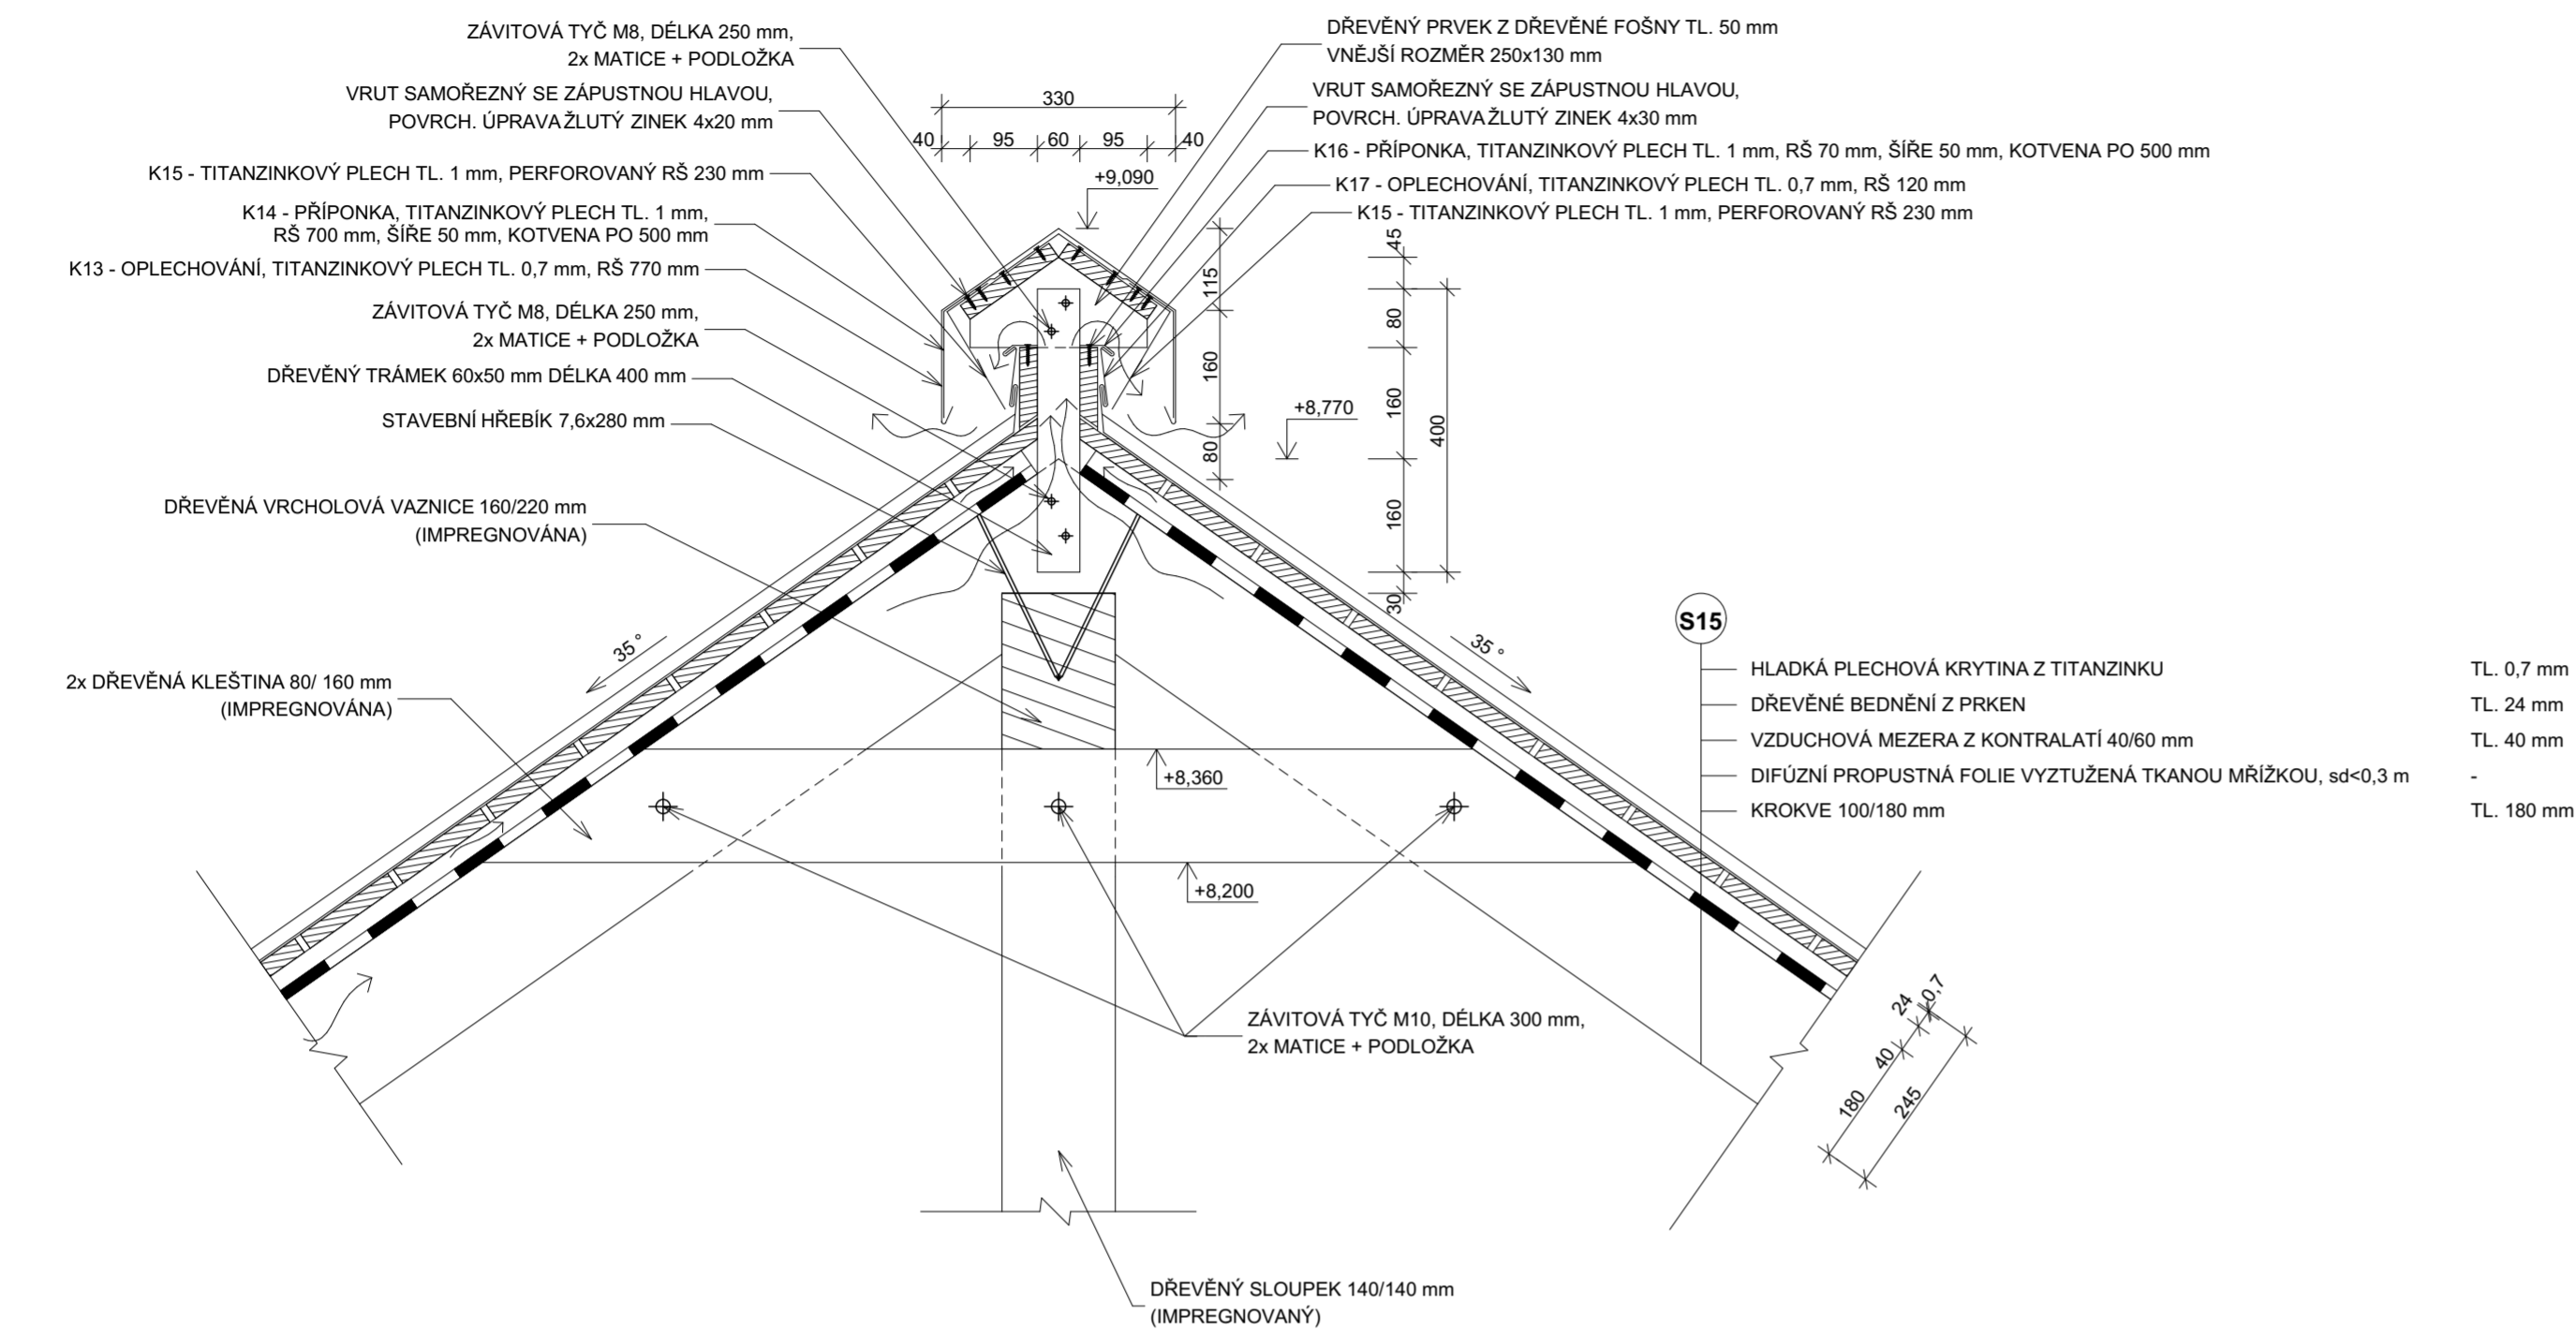 ZÁVITOVÁ TYČ M8, DÉLKA 250 mm,
2x MATICE + PODLOŽKA
VRUT SAMOŘEZNÝ SE ZÁPUSTNOU HLAVOU,
POVRCH. ÚPRAVA ŽLUTÝ ZINEK 4x20 mm
K15 - TITANZINKOVÝ PLECH TL. 1 mm, PERFOROVANÝ RŠ 230 mm
K14 - PŘÍPONKA, TITANZINKOVÝ PLECH TL. 1 mm,
RŠ 700 mm, ŠÍŘE 50 mm, KOTVENA PO 500 mm
K13 - OPLECHOVÁNÍ, TITANZINKOVÝ PLECH TL. 0,7 mm, RŠ 770 mm
ZÁVITOVÁ TYČ M8, DÉLKA 250 mm,
2x MATICE + PODLOŽKA
DŘEVĚNÝ TRÁMEK 60x50 mm DÉLKA 400 mm
STAVEBNÍ HŘEBÍK 7,6x280 mm
DŘEVĚNÁ VRCHOLOVÁ VAZNICE 160/220 mm
(IMPREGNOVÁNA)
2x DŘEVĚNÁ KLEŠTINA 80/ 160 mm
(IMPREGNOVÁNA)
DŘEVĚNÝ PRVEK Z DŘEVĚNÉ FOŠNY TL. 50 mm
VNĚJŠÍ ROZMĚR 250x130 mm
VRUT SAMOŘEZNÝ SE ZÁPUSTNOU HLAVOU,
POVRCH. ÚPRAVA ŽLUTÝ ZINEK 4x30 mm
K16 - PŘÍPONKA, TITANZINKOVÝ PLECH TL. 1 mm, RŠ 70 mm, ŠÍŘE 50 mm, KOTVENA PO 500 mm
K17 - OPLECHOVÁNÍ, TITANZINKOVÝ PLECH TL. 0,7 mm, RŠ 120 mm
K15 - TITANZINKOVÝ PLECH TL. 1 mm, PERFOROVANÝ RŠ 230 mm
330
40 95 60 95 40
+9,090
115
160
80
45
80
160
160
30
400
+8,770
35 °
35 °
+8,360
+8,200
S15
HLADKÁ PLECHOVÁ KRYTINA Z TITANZINKU TL. 0,7 mm
DŘEVĚNÉ BEDNĚNÍ Z PRKEN TL. 24 mm
VZDUCHOVÁ MEZERA Z KONTRALATÍ 40/60 mm TL. 40 mm
DIFÚZNÍ PROPUSTNÁ FOLIE VYZTUŽENÁ TKANOU MŘÍŽKOU, sd<0,3 m -
KROKVE 100/180 mm TL. 180 mm
0,7
24
40
180
245
ZÁVITOVÁ TYČ M10, DÉLKA 300 mm,
2x MATICE + PODLOŽKA
DŘEVĚNÝ SLOUPEK 140/140 mm
(IMPREGNOVANÝ)